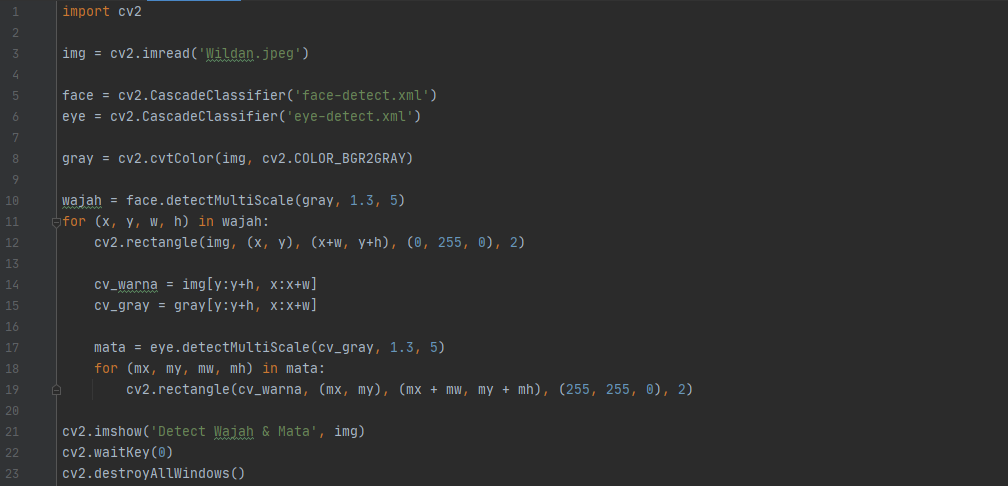 1 import cv2
2
3 img = cv2.imread('Wildan.jpeg')
4
5 face = cv2.CascadeClassifier('face-detect.xml')
6 eye = cv2.CascadeClassifier('eye-detect.xml')
7
8 gray = cv2.cvtColor(img, cv2.COLOR_BGR2GRAY)
9
10 wajah = face.detectMultiScale(gray, 1.3, 5)
11 for (x, y, w, h) in wajah:
12     cv2.rectangle(img, (x, y), (x+w, y+h), (0, 255, 0), 2)
13
14     cv_warna = img[y:y+h, x:x+w]
15     cv_gray = gray[y:y+h, x:x+w]
16
17     mata = eye.detectMultiScale(cv_gray, 1.3, 5)
18     for (mx, my, mw, mh) in mata:
19         cv2.rectangle(cv_warna, (mx, my), (mx + mw, my + mh), (255, 255, 0), 2)
20
21 cv2.imshow('Detect Wajah & Mata', img)
22 cv2.waitKey(0)
23 cv2.destroyAllWindows()